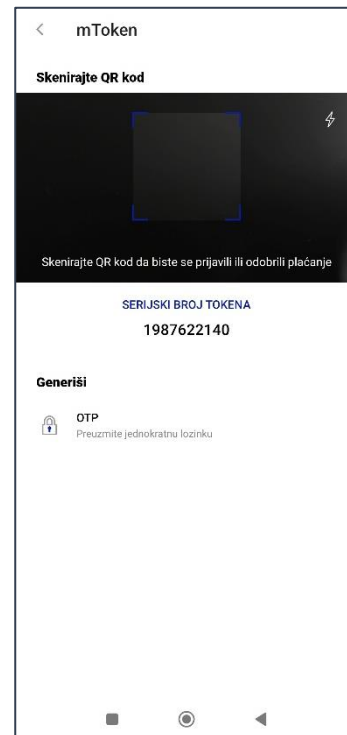 mToken
Skenirajte QR kod
Skenirajte QR kod da biste se prijavili ili odobrili plaćanje
SERIJSKI BROJ TOKENA
1987622140
Generiši
OTP
Preuzmite jednokratnu lozinku